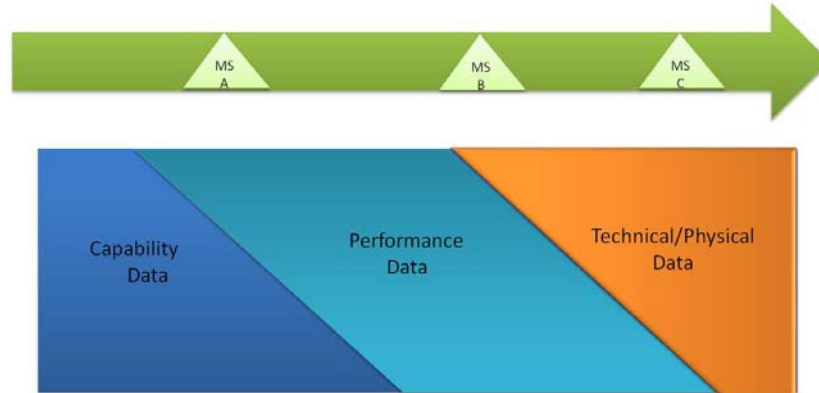 MS
A
MS
B
MS
C
Capability
Data
Performance
Data
Technical/Physical
Data